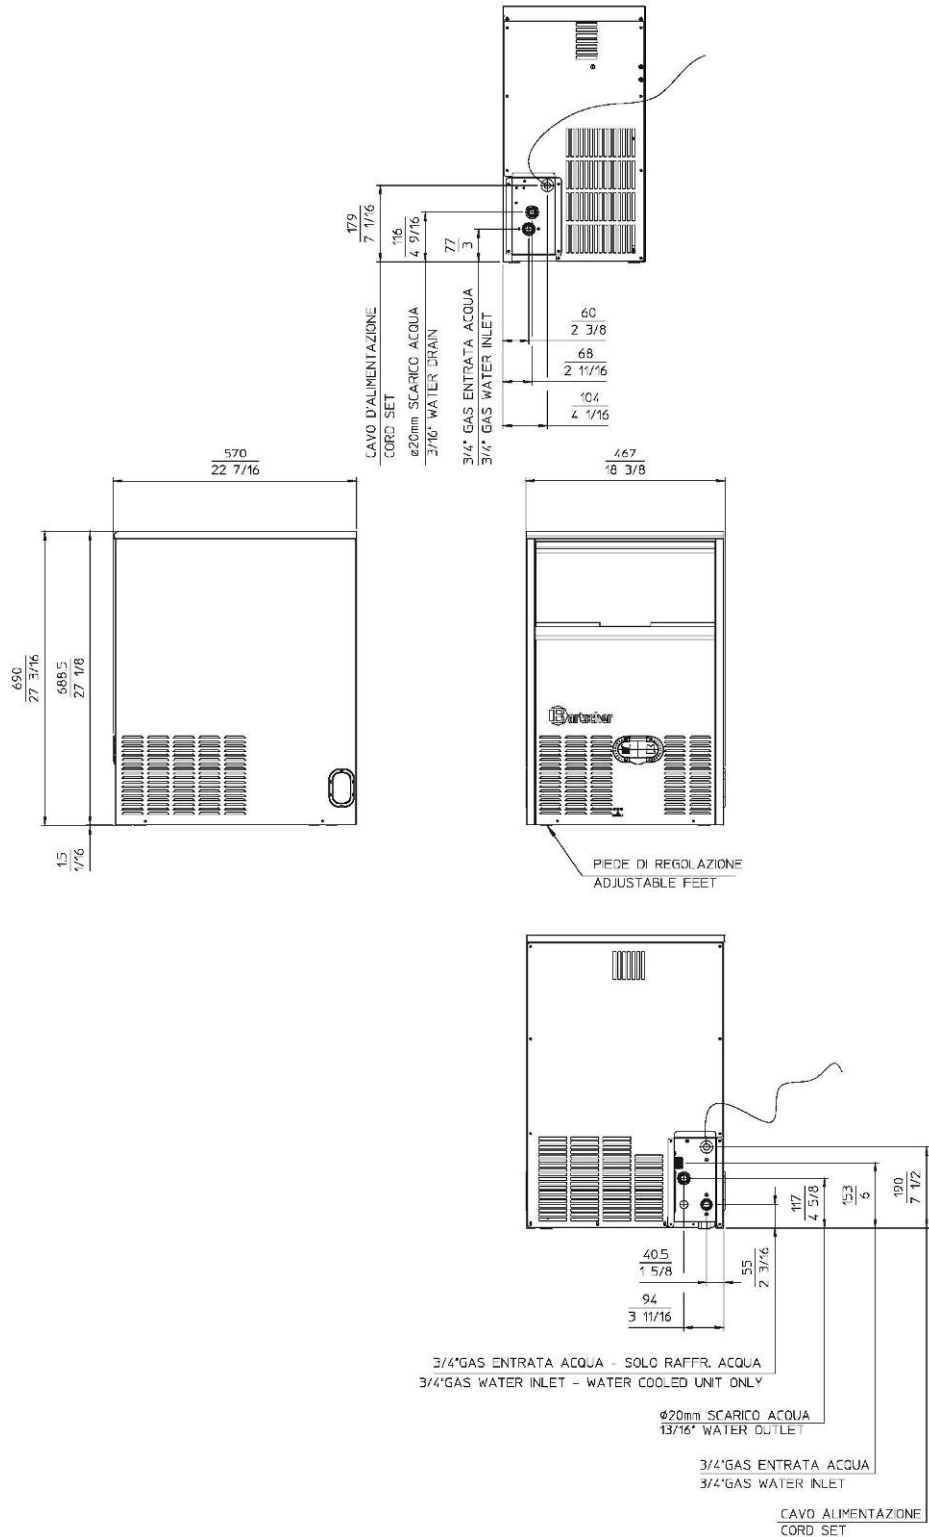 179
7 1/16
116
4 9/16
77
3
CAVO D'ALIMENTAZIONE
CORD SET
ø20mm SCARICO ACQUA
3/16" WATER DRAIN
3/4" GAS ENTRATA ACQUA
3/4" GAS WATER INLET
60
2 3/8
68
2 11/16
104
4 1/16
570
22 7/16
467
18 3/8
690
27 3/16
688.5
27 1/8
1.5
1/16
Bartscher
PIEDE DI REGOLAZIONE
ADJUSTABLE FEET
117
4 5/8
153
6
190
7 1/2
40.5
1 5/8
55
2 3/16
94
3 11/16
3/4"GAS ENTRATA ACQUA - SOLO RAFFR. ACQUA
3/4"GAS WATER INLET - WATER COOLED UNIT ONLY
ø20mm SCARICO ACQUA
13/16" WATER OUTLET
3/4"GAS ENTRATA ACQUA
3/4"GAS WATER INLET
CAVO ALIMENTAZIONE
CORD SET